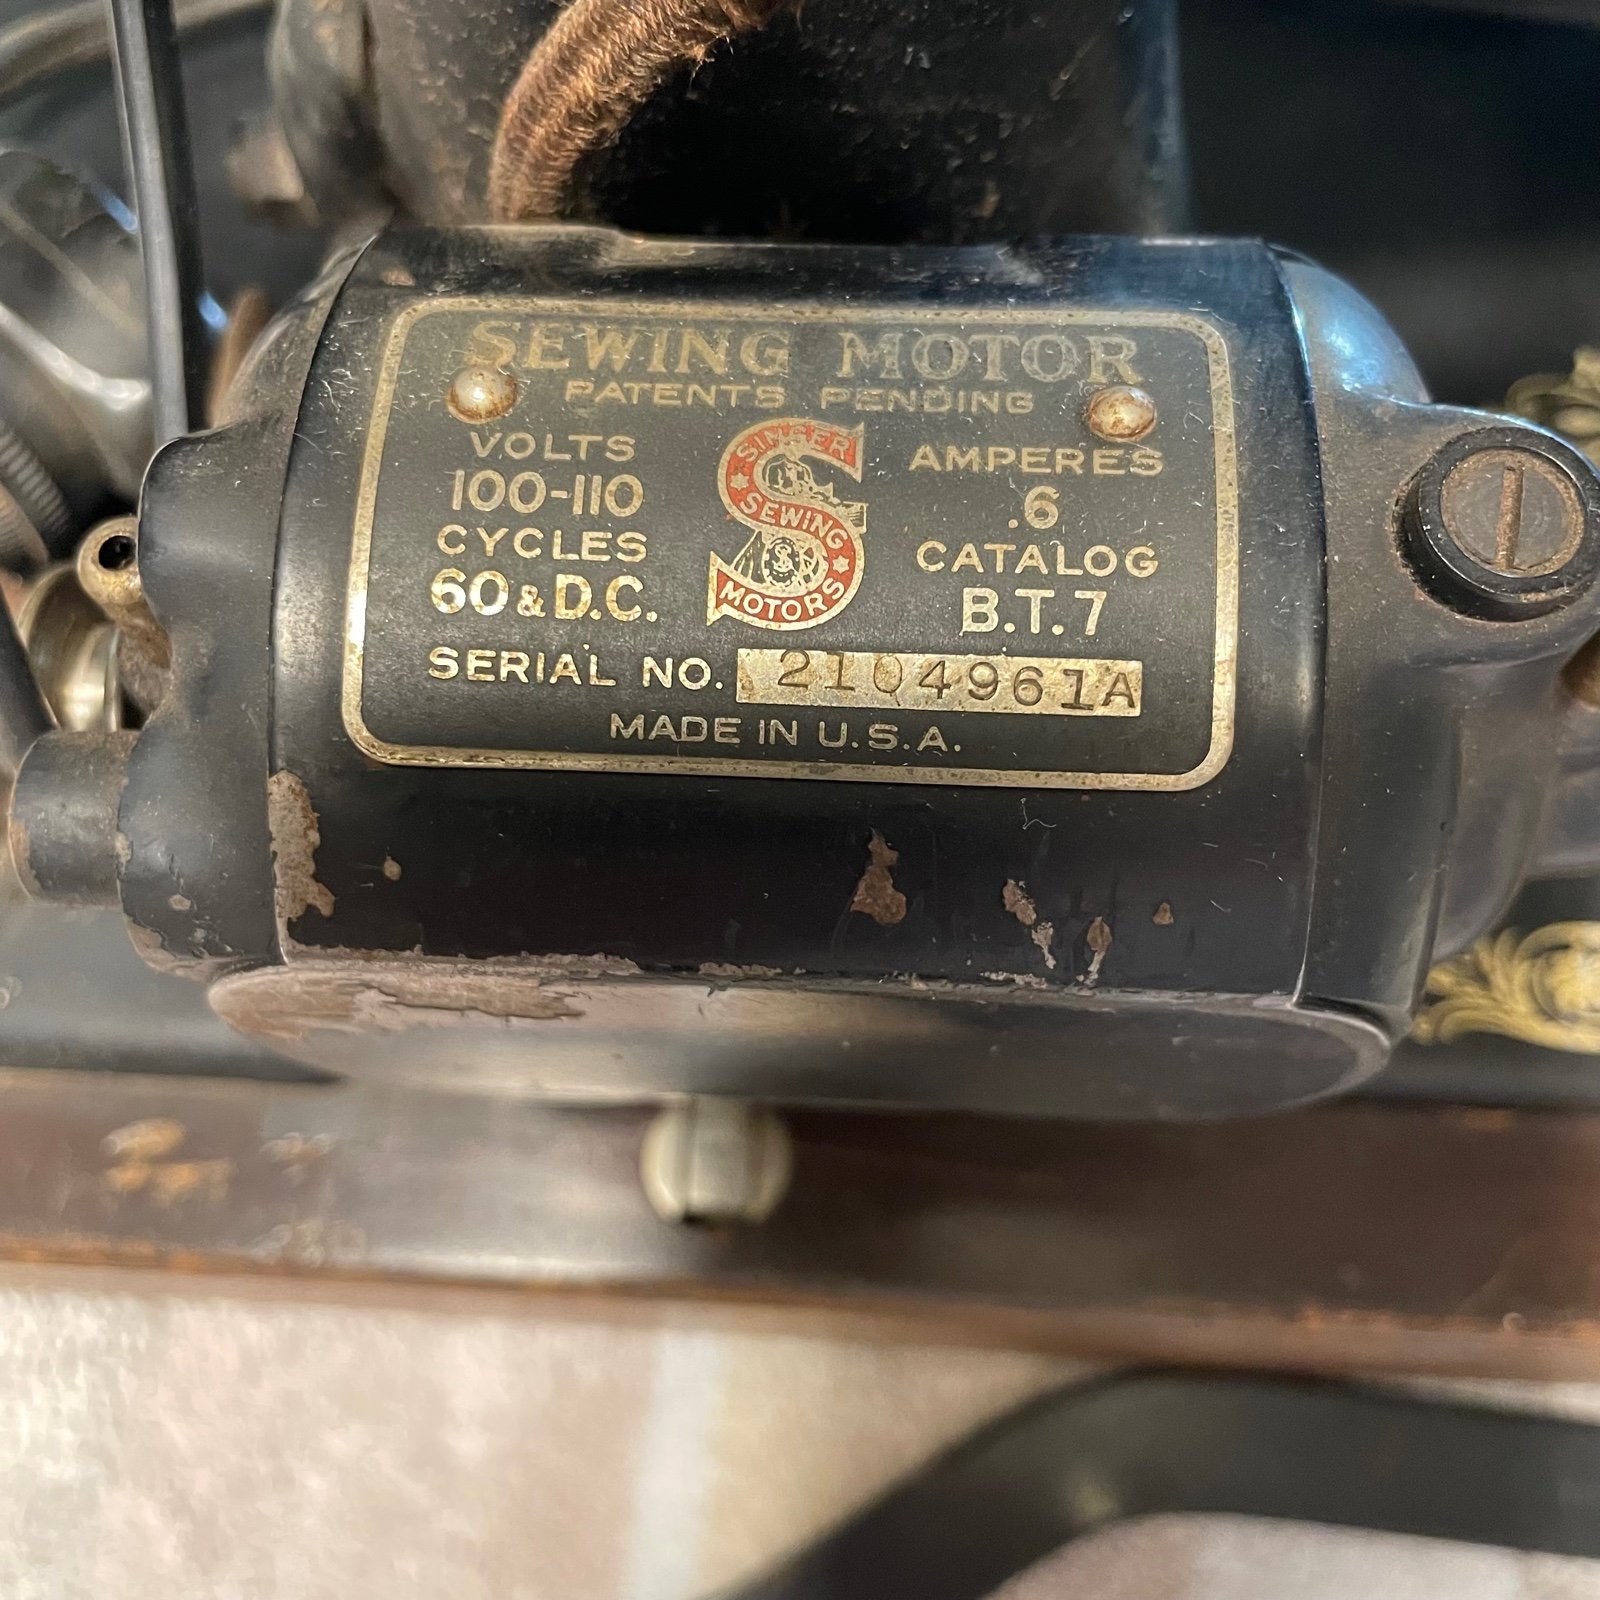 SEWING MOTOR
PATENTS PENDING
VOLTS
100-110
CYCLES
60 & D.C.
SINGER
SEWING
MOTORS
AMPERES
.6
CATALOG
B.T.7
SERIAL NO. 2104961A
MADE IN U.S.A.